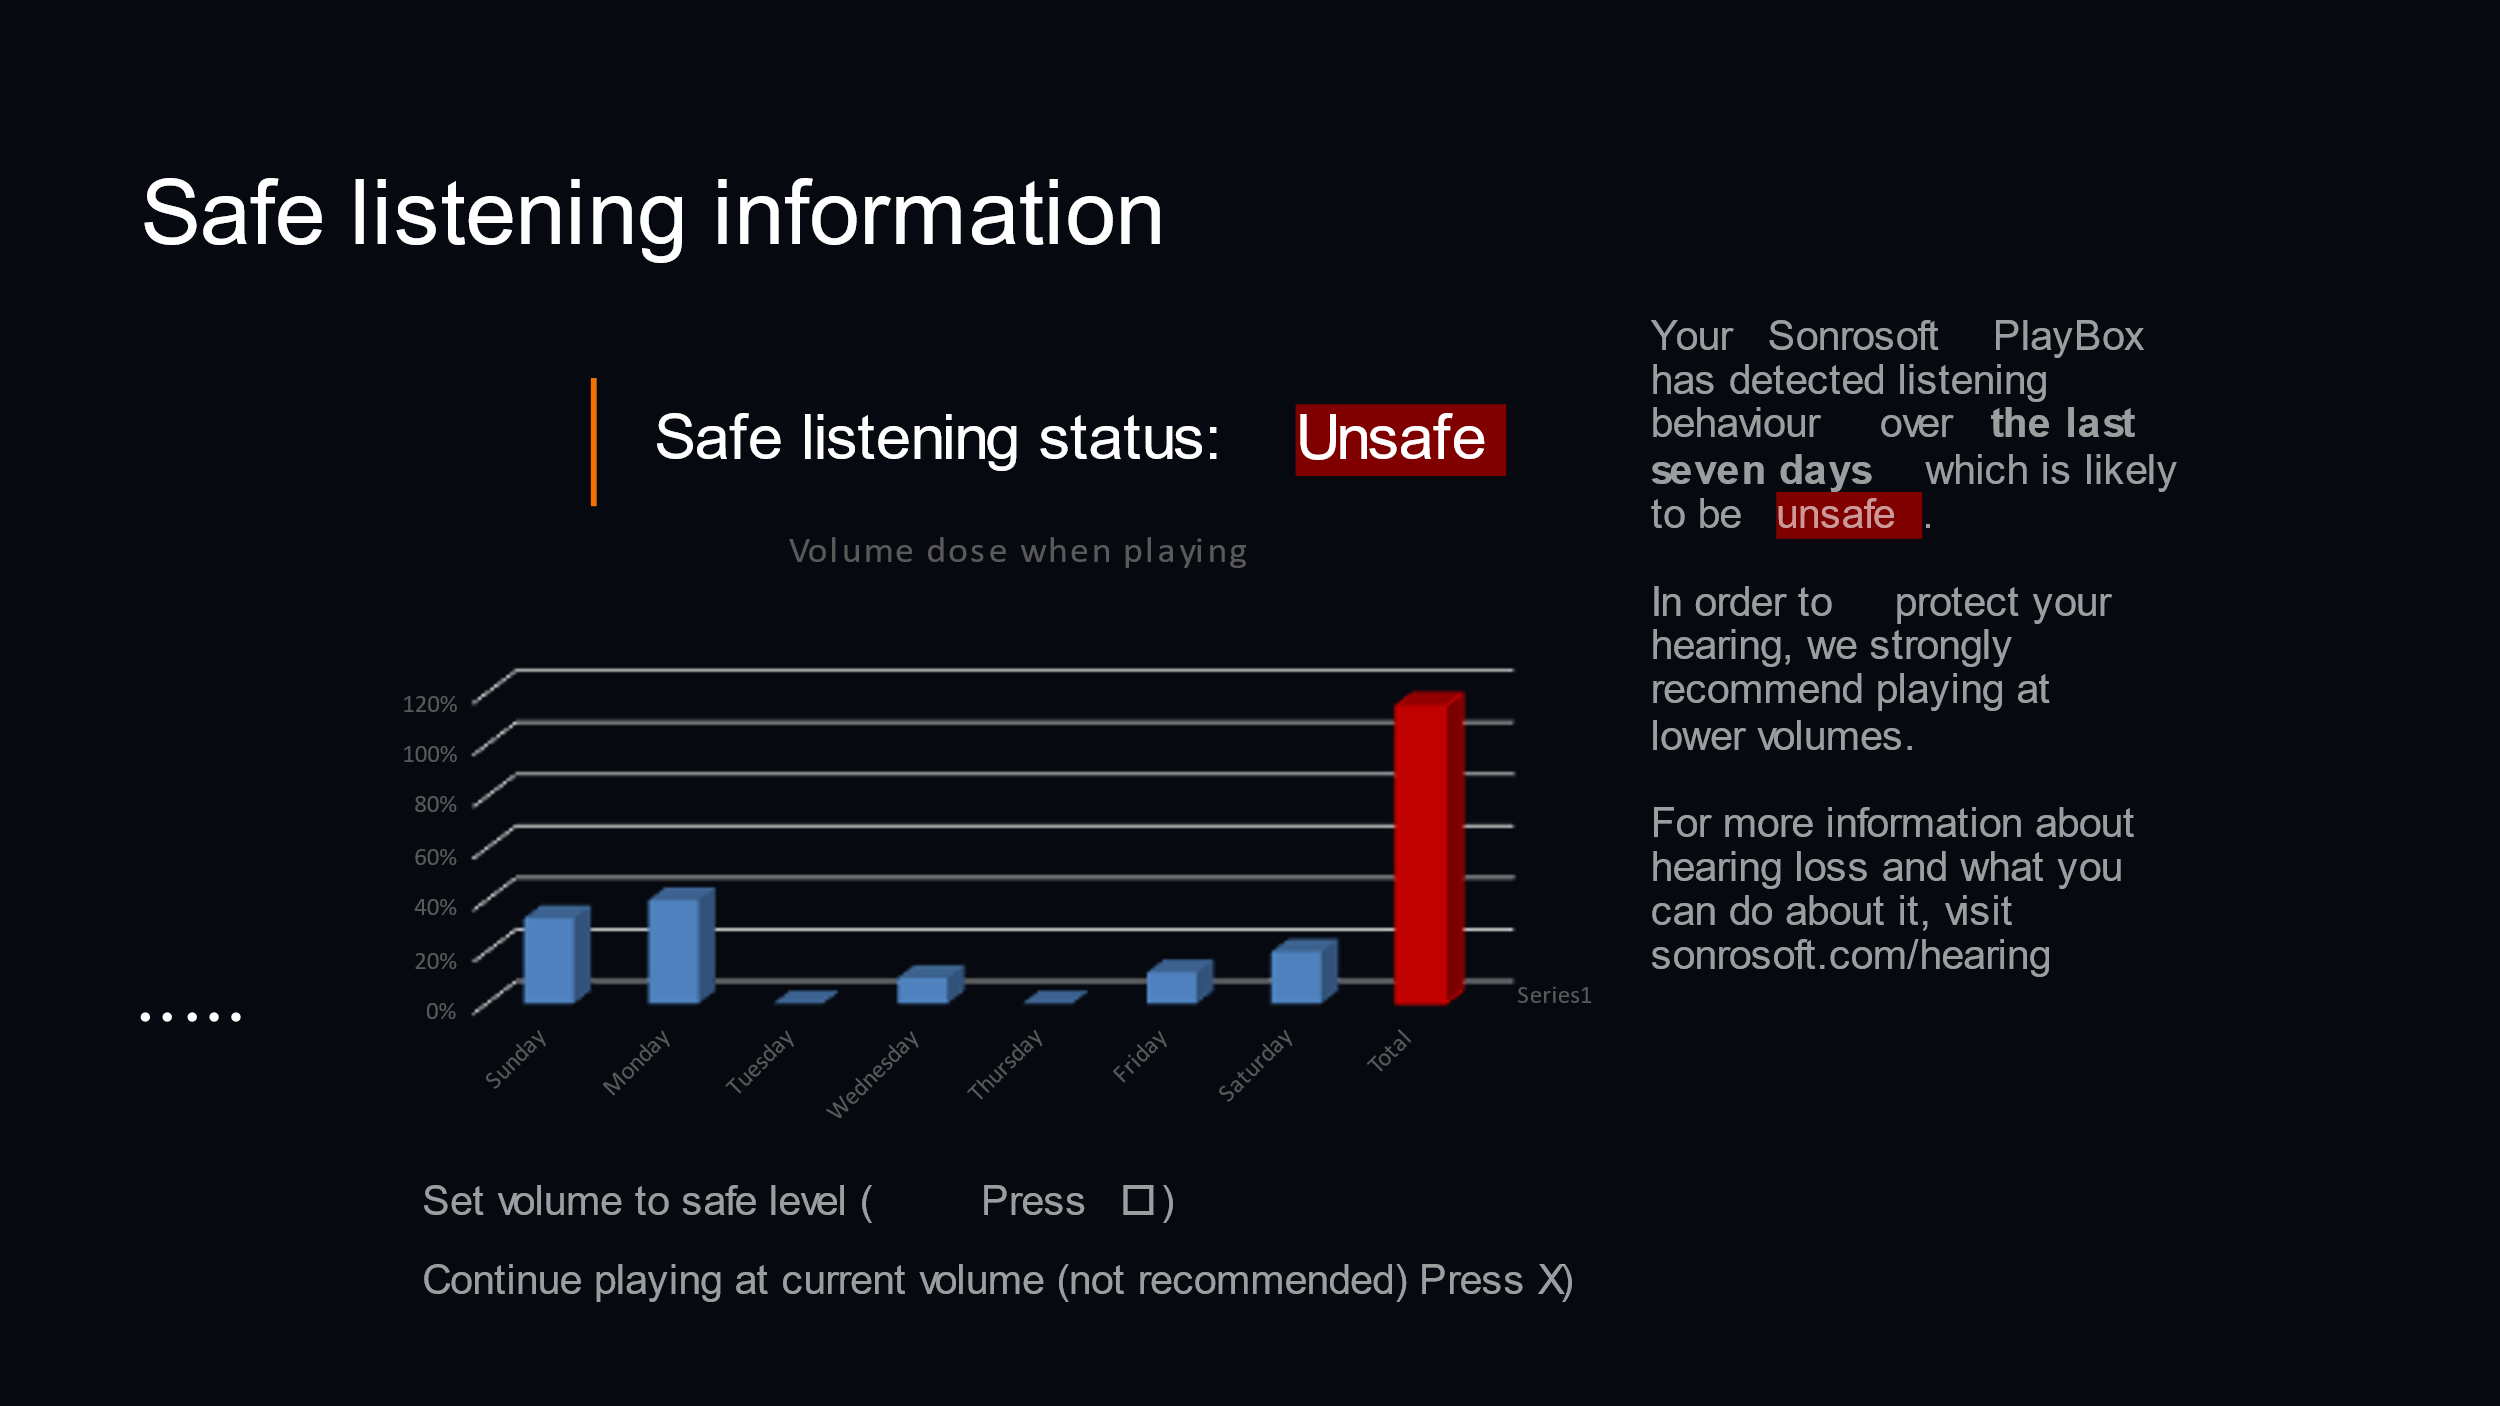 Safe listening information
Safe listening status: Unsafe
Volume dose when playing
120%
100%
80%
60%
40%
20%
0%
Sunday
Monday
Tuesday
Wednesday
Thursday
Friday
Saturday
Total
Series1
Set volume to safe level ( Press □)
Continue playing at current volume (not recommended) Press X)
Your Sonrosoft PlayBox
has detected listening
behaviour over the last
seven days which is likely
to be unsafe .
In order to protect your
hearing, we strongly
recommend playing at
lower volumes.
For more information about
hearing loss and what you
can do about it, visit
sonrosoft.com/hearing
.....